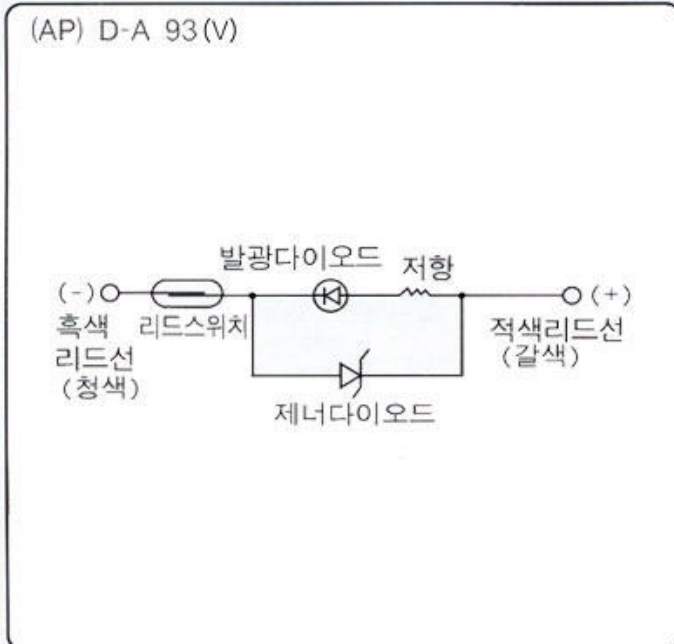 (AP) D-A 93(V)
발광다이오드
저항
(-)
(+)
흑색
리드선
(청색)
리드스위치
적색리드선
(갈색)
제너다이오드